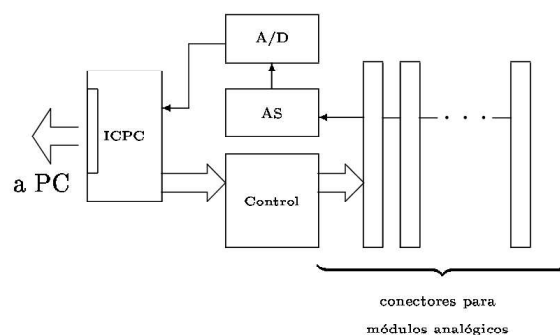 A/D
AS
ICPC
a PC
Control
conectores para
módulos analógicos